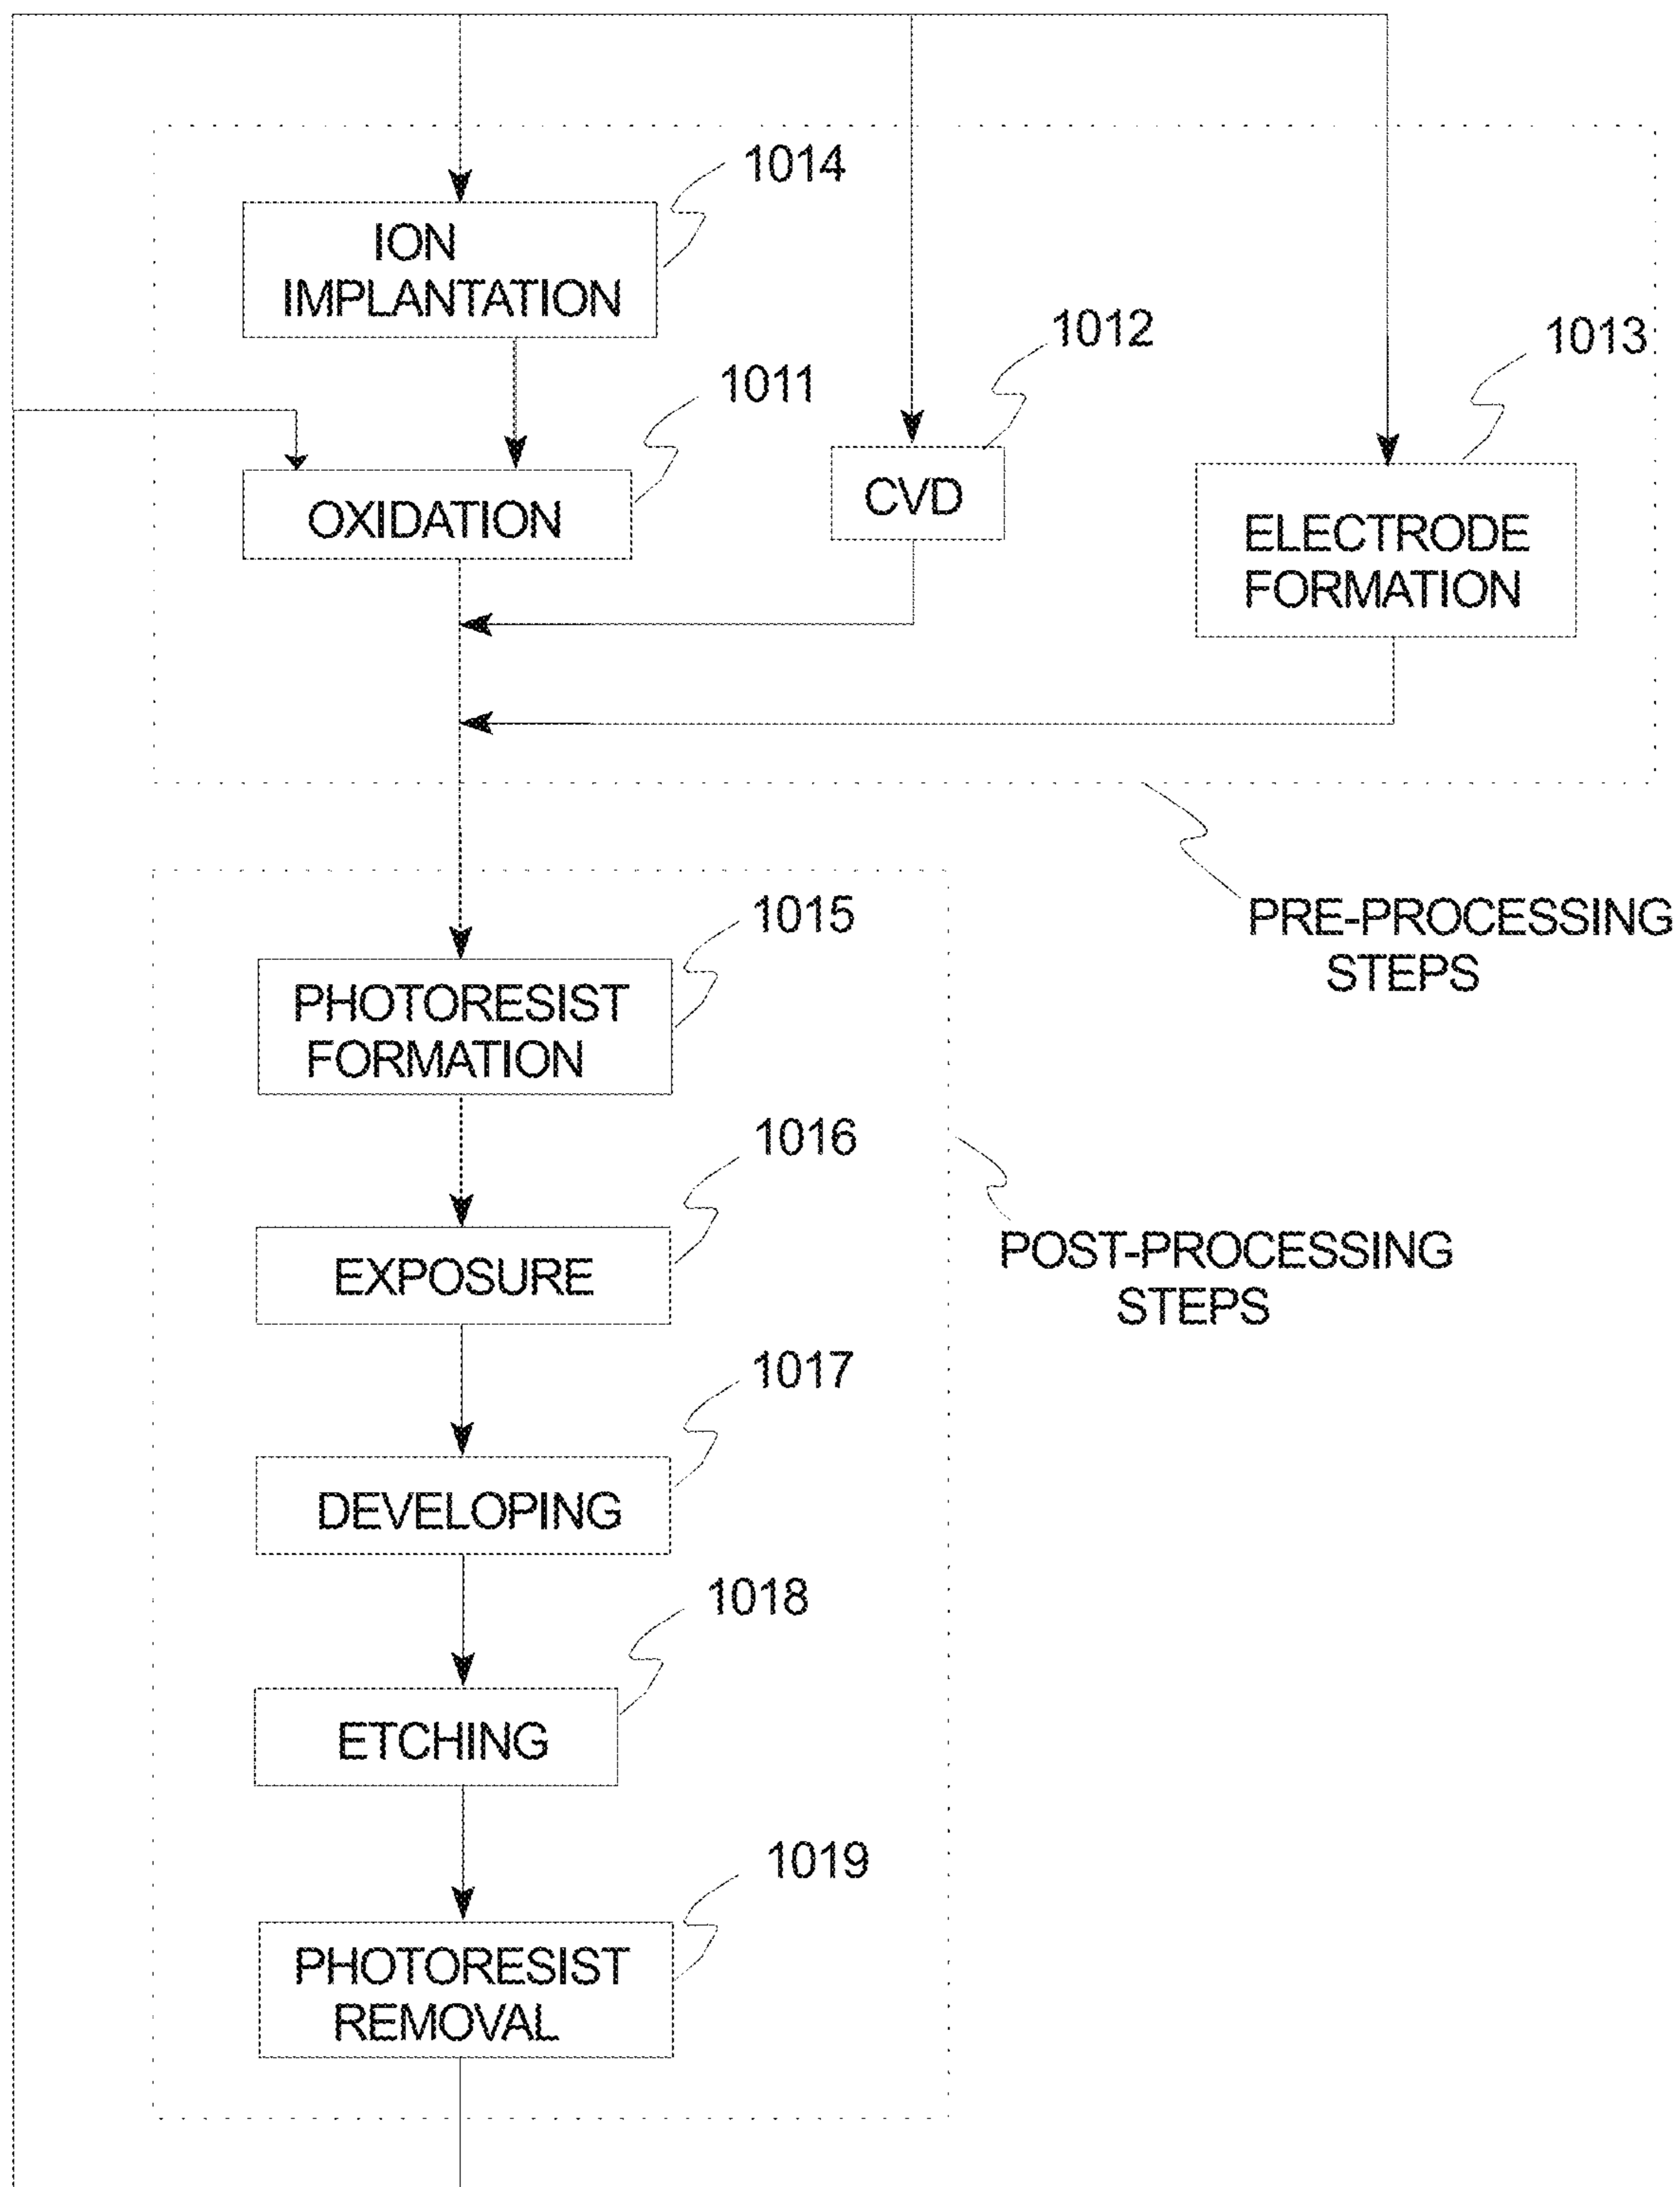 1014
ION
IMPLANTATION
1012
1013
1011
OXIDATION
CVD
ELECTRODE
FORMATION
PRE-PROCESSING
STEPS
1015
PHOTORESIST
FORMATION
1016
EXPOSURE
POST-PROCESSING
STEPS
1017
DEVELOPING
1018
ETCHING
1019
PHOTORESIST
REMOVAL